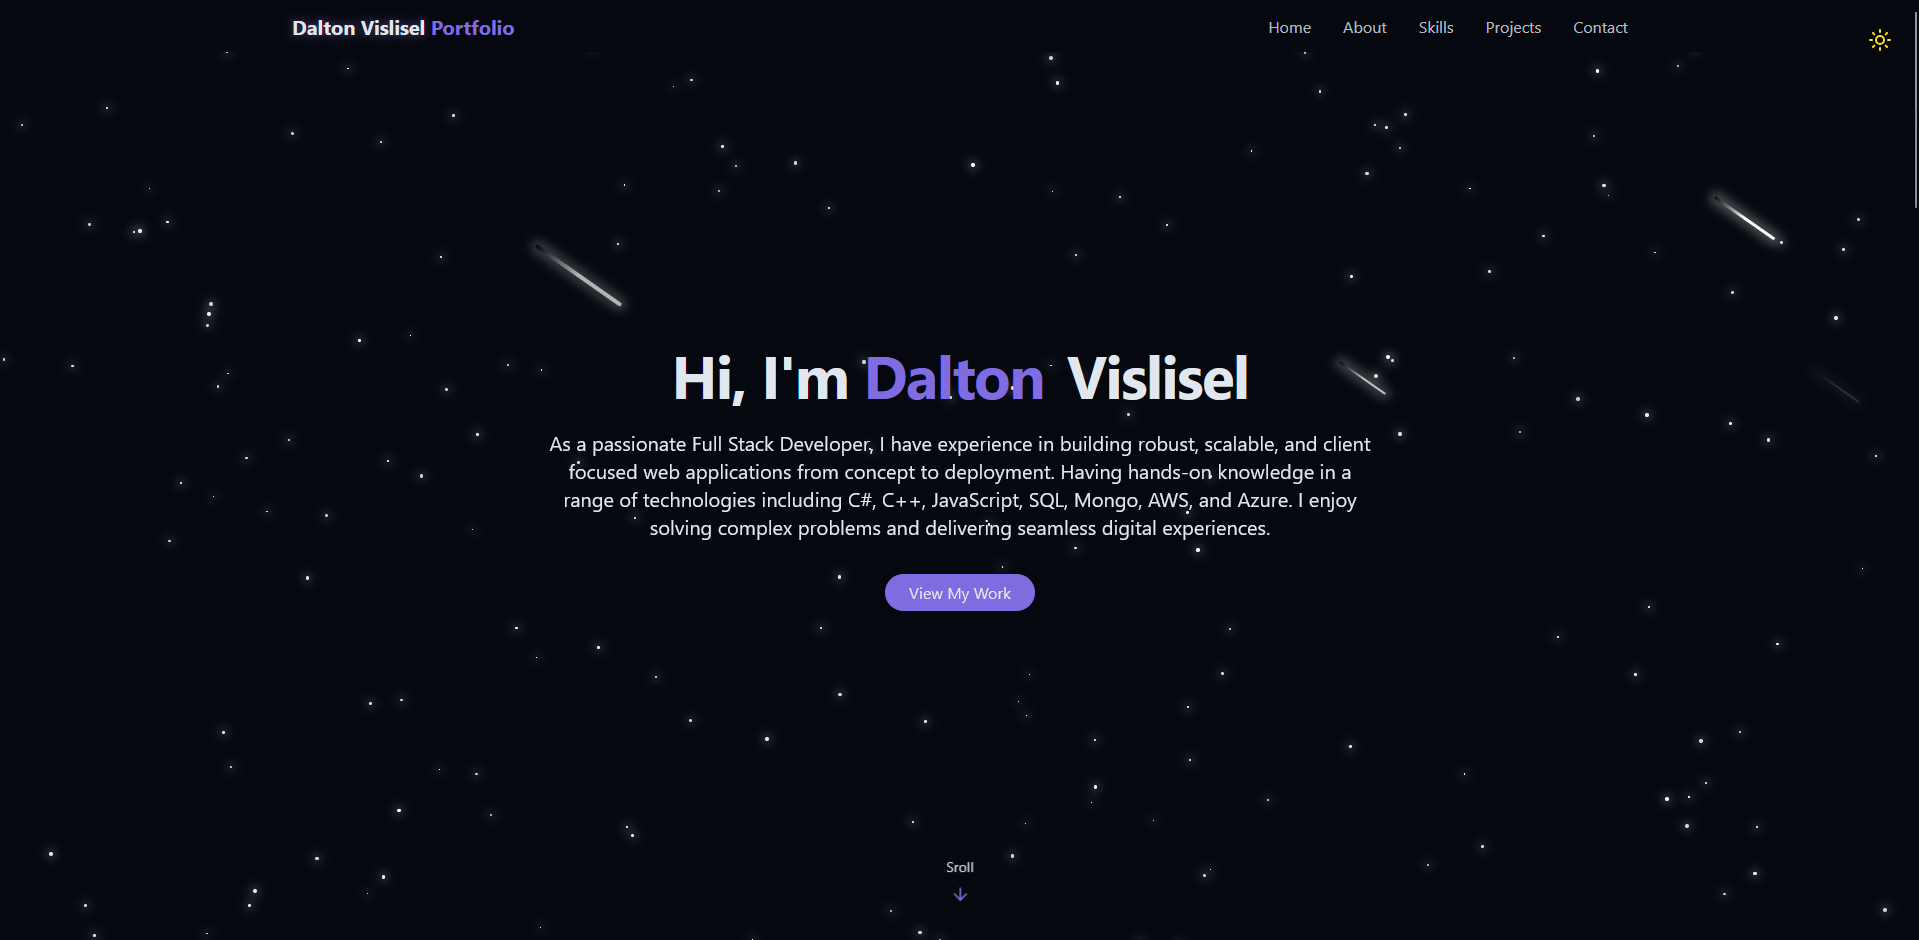 Dalton Vislisel Portfolio
Home About Skills Projects Contact
Hi, I'm Dalton Vislisel
As a passionate Full Stack Developer, I have experience in building robust, scalable, and client
focused web applications from concept to deployment. Having hands-on knowledge in a
range of technologies including C#, C++, JavaScript, SQL, Mongo, AWS, and Azure. I enjoy
solving complex problems and delivering seamless digital experiences.
View My Work
Sroll